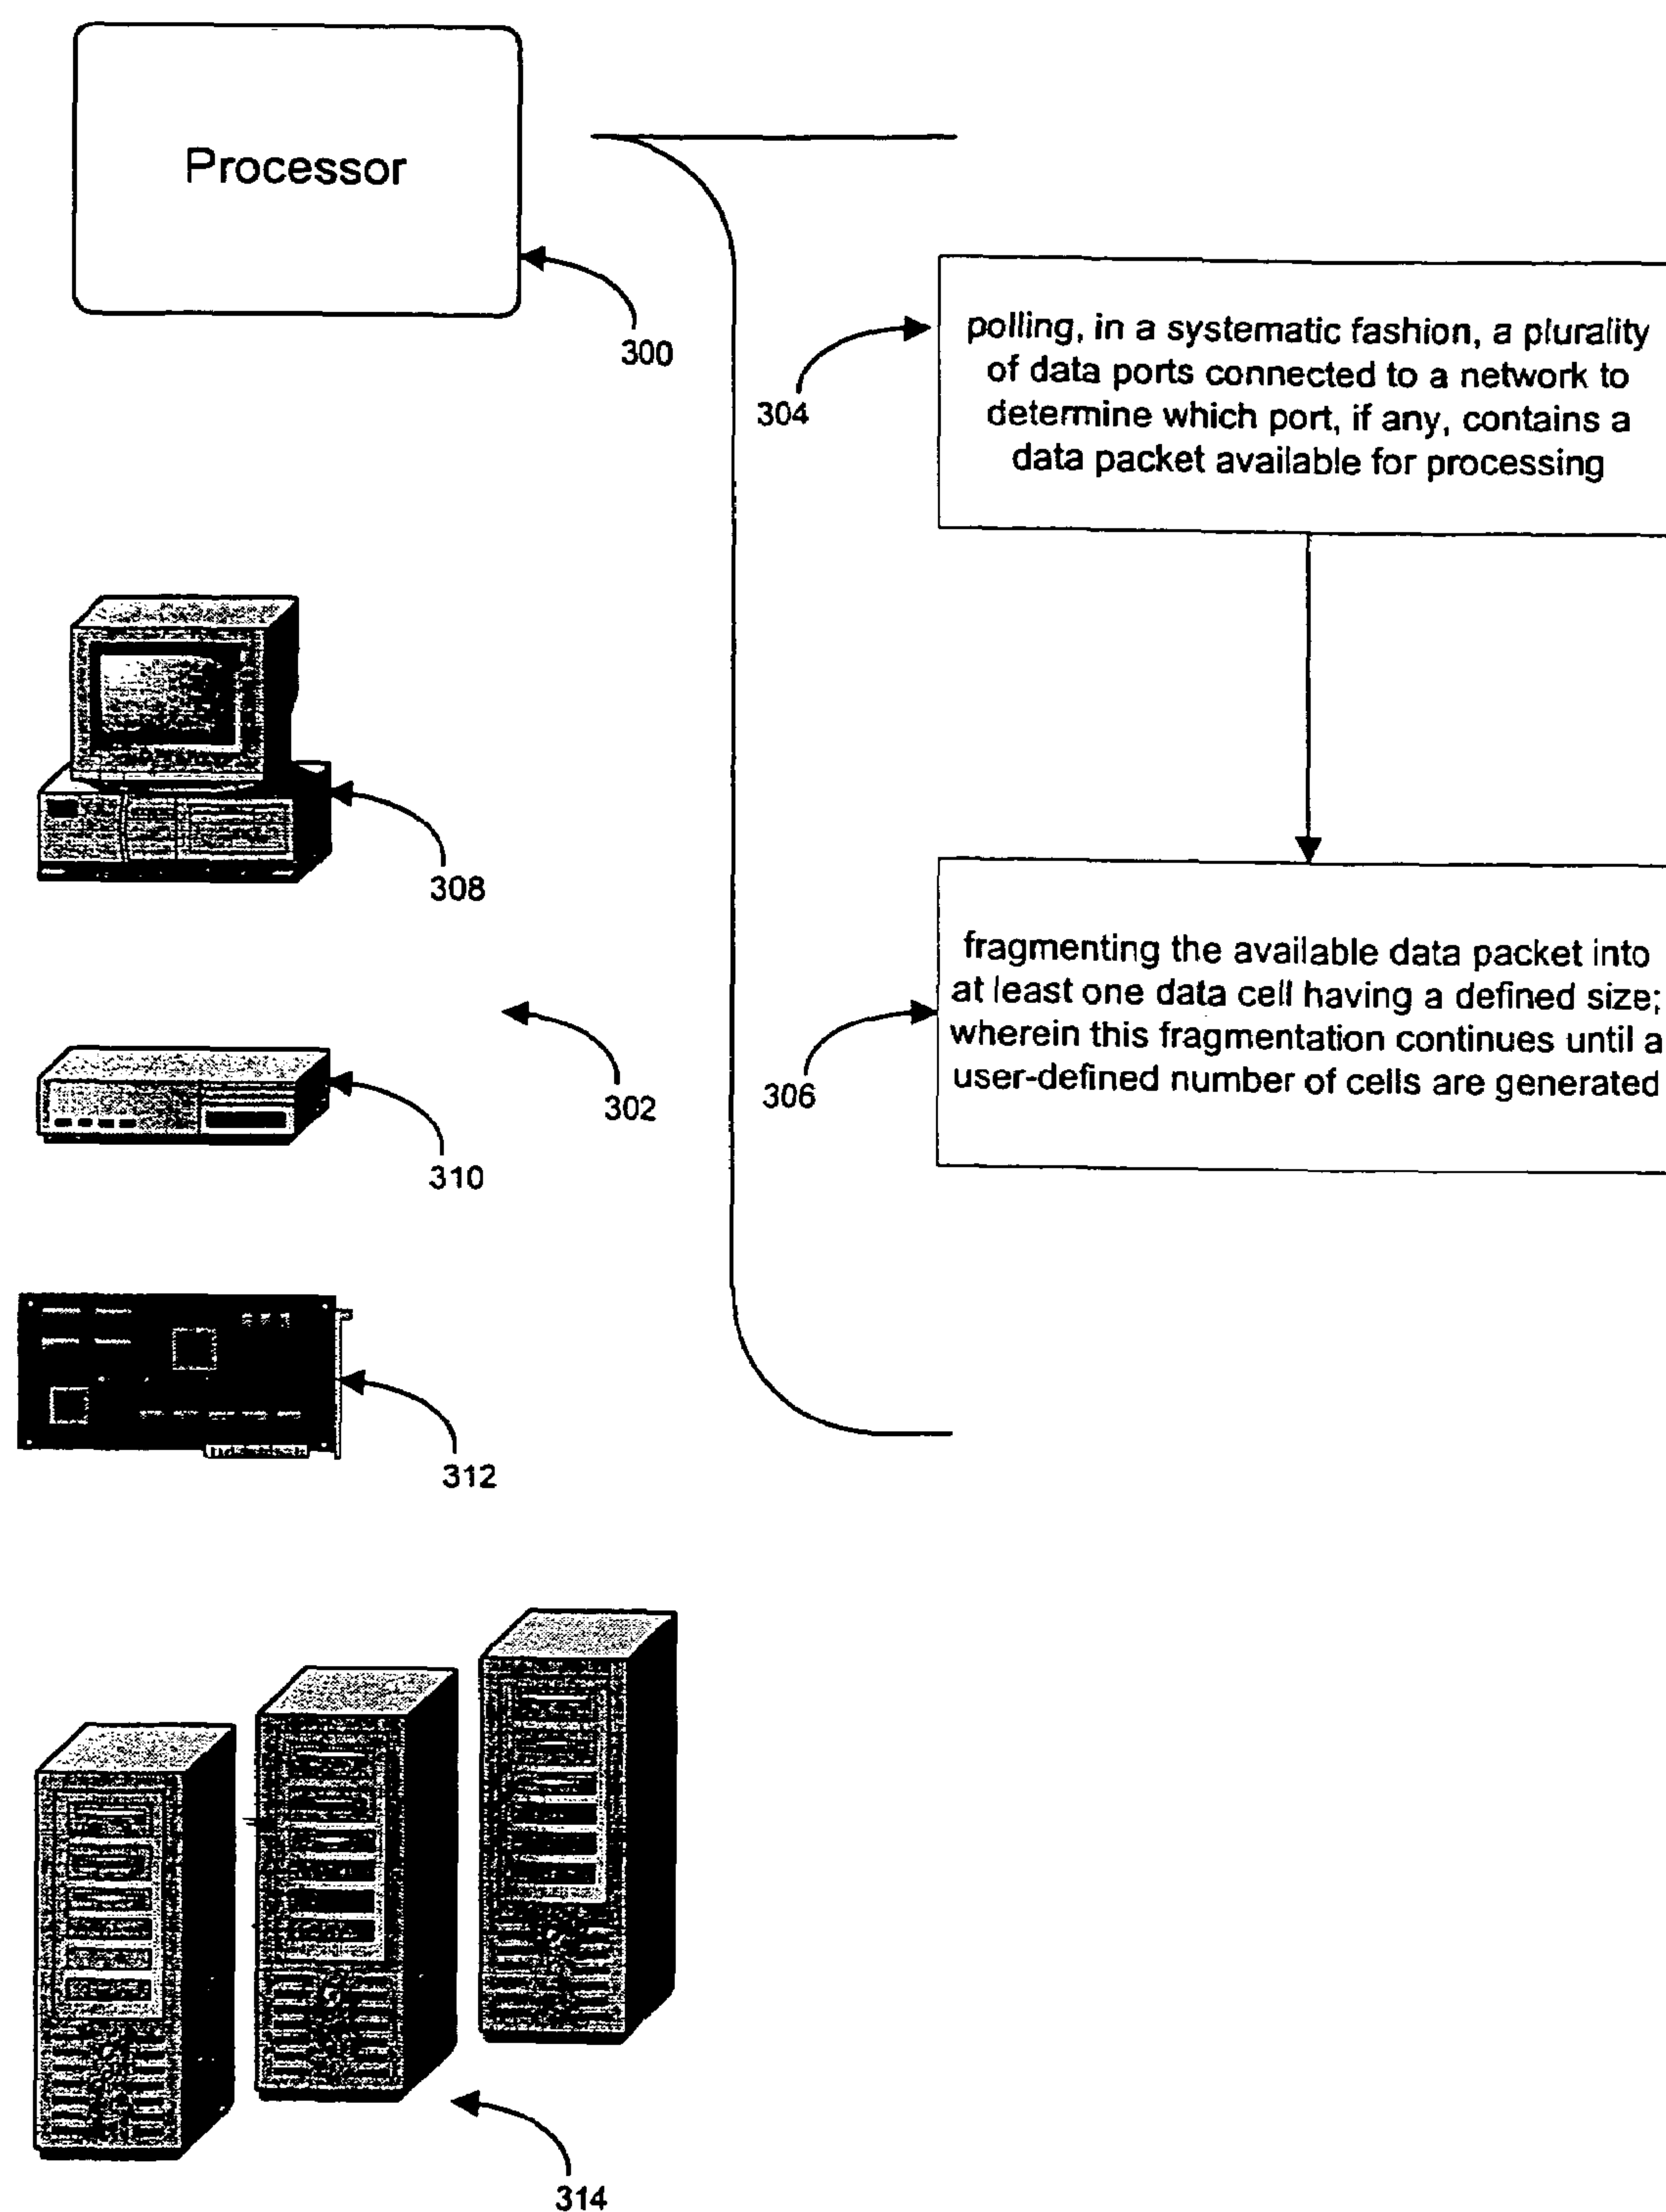 Processor
300
304
polling, in a systematic fashion, a plurality
of data ports connected to a network to
determine which port, if any, contains a
data packet available for processing
308
302
306
fragmenting the available data packet into
at least one data cell having a defined size;
wherein this fragmentation continues until a
user-defined number of cells are generated
310
312
314